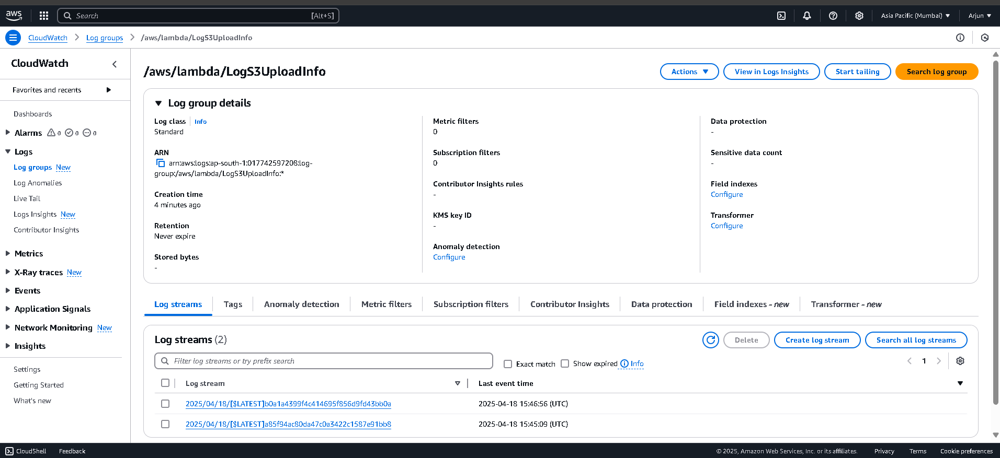 aws
Search [Alt+S]
Asia Pacific (Mumbai) Arjun
CloudWatch Log groups /aws/lambda/LogS3UploadInfo
CloudWatch
Favorites and recents
Dashboards
Alarms 0 0 0
Logs
Log groups New
Log Anomalies
Live Tail
Logs Insights New
Contributor Insights
Metrics
X-Ray traces New
Events
Application Signals
Network Monitoring New
Insights
Settings
Getting Started
What's new
/aws/lambda/LogS3UploadInfo
Actions View in Logs Insights Start tailing Search log group
Log group details
Log class Info
Standard
ARN
arn:aws:logs:ap-south-1:017742597208:log-
group:/aws/lambda/LogS3UploadInfo:*
Creation time
4 minutes ago
Retention
Never expire
Stored bytes
-
Metric filters
0
Subscription filters
0
Contributor Insights rules
-
KMS key ID
-
Anomaly detection
Configure
Data protection
-
Sensitive data count
-
Field indexes
Configure
Transformer
Configure
Log streams Tags Anomaly detection Metric filters Subscription filters Contributor Insights Data protection Field indexes - new Transformer - new
Log streams (2)
Delete Create log stream Search all log streams
Filter log streams or try prefix search Exact match Show expired Info 1
Log stream Last event time
2025/04/18/[$LATEST]b0a1a4399f4c414695f856d9fd43bb0a 2025-04-18 15:46:56 (UTC)
2025/04/18/[$LATEST]a85f94ac80da47c0a3422c1587e91bb8 2025-04-18 15:45:09 (UTC)
CloudShell Feedback © 2025, Amazon Web Services, Inc. or its affiliates. Privacy Terms Cookie preferences